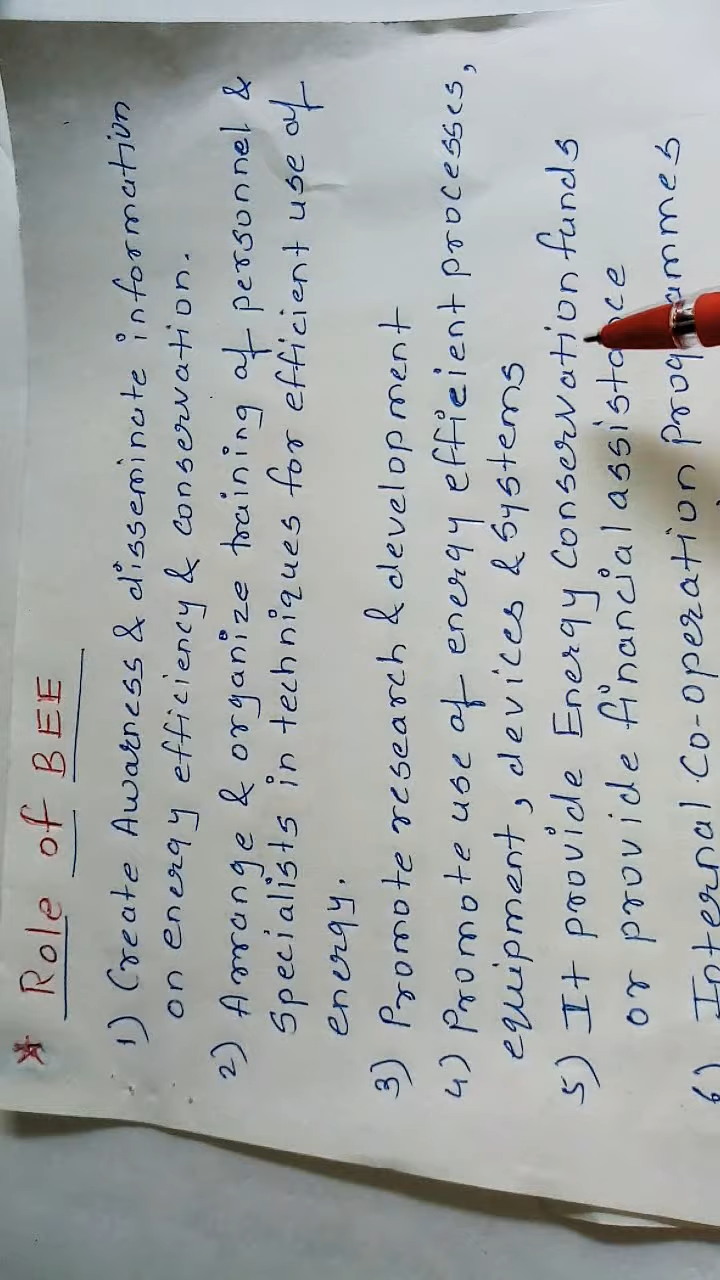 * Role of BEE
1) Create Awarness & disseminate information
on energy efficiency & conservation.
2) Arrange & organize training of personnel &
Specialists in techniques for efficient use of
energy.
3) Promote research & development
4) Promote use of energy efficient processes,
equipment, devices & systems
5) It provide Energy Conservation funds
or provide financial assistance
6) Internal Co-operation programmes